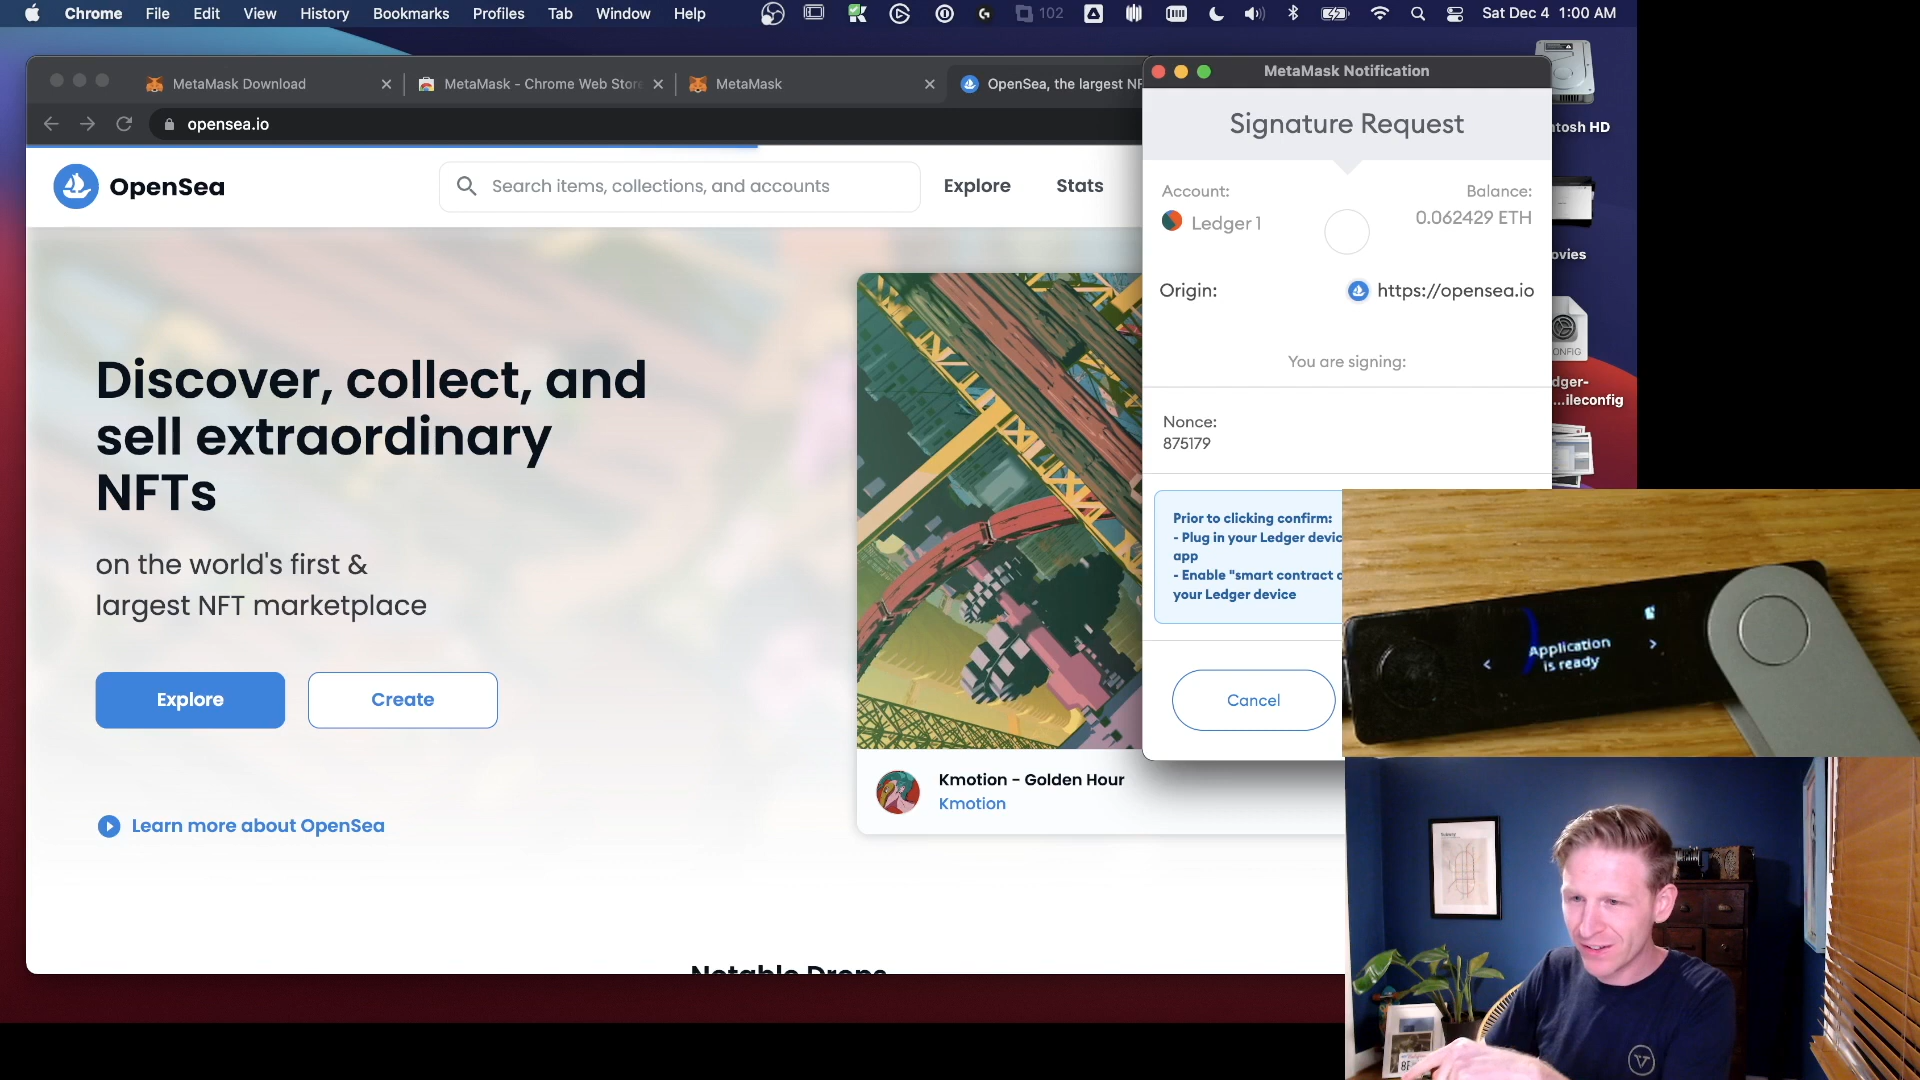 Chrome File Edit View History Bookmarks Profiles Tab Window Help
102
Sat Dec 4 1:00 AM
MetaMask Download
MetaMask - Chrome Web Store
MetaMask
OpenSea, the largest NF
opensea.io
OpenSea
Search items, collections, and accounts
Explore
Stats
Discover, collect, and
sell extraordinary
NFTs
on the world's first &
largest NFT marketplace
Explore
Create
Learn more about OpenSea
Kmotion - Golden Hour
Kmotion
Notable Drops
MetaMask Notification
Signature Request
Account:
Balance:
Ledger 1
0.062429 ETH
Origin:
https://opensea.io
You are signing:
Nonce:
875179
Prior to clicking confirm:
- Plug in your Ledger devic
app
- Enable "smart contract
your Ledger device
Cancel
ntosh HD
ovies
ONFIG
dger-
...ileconfig
Application
is ready